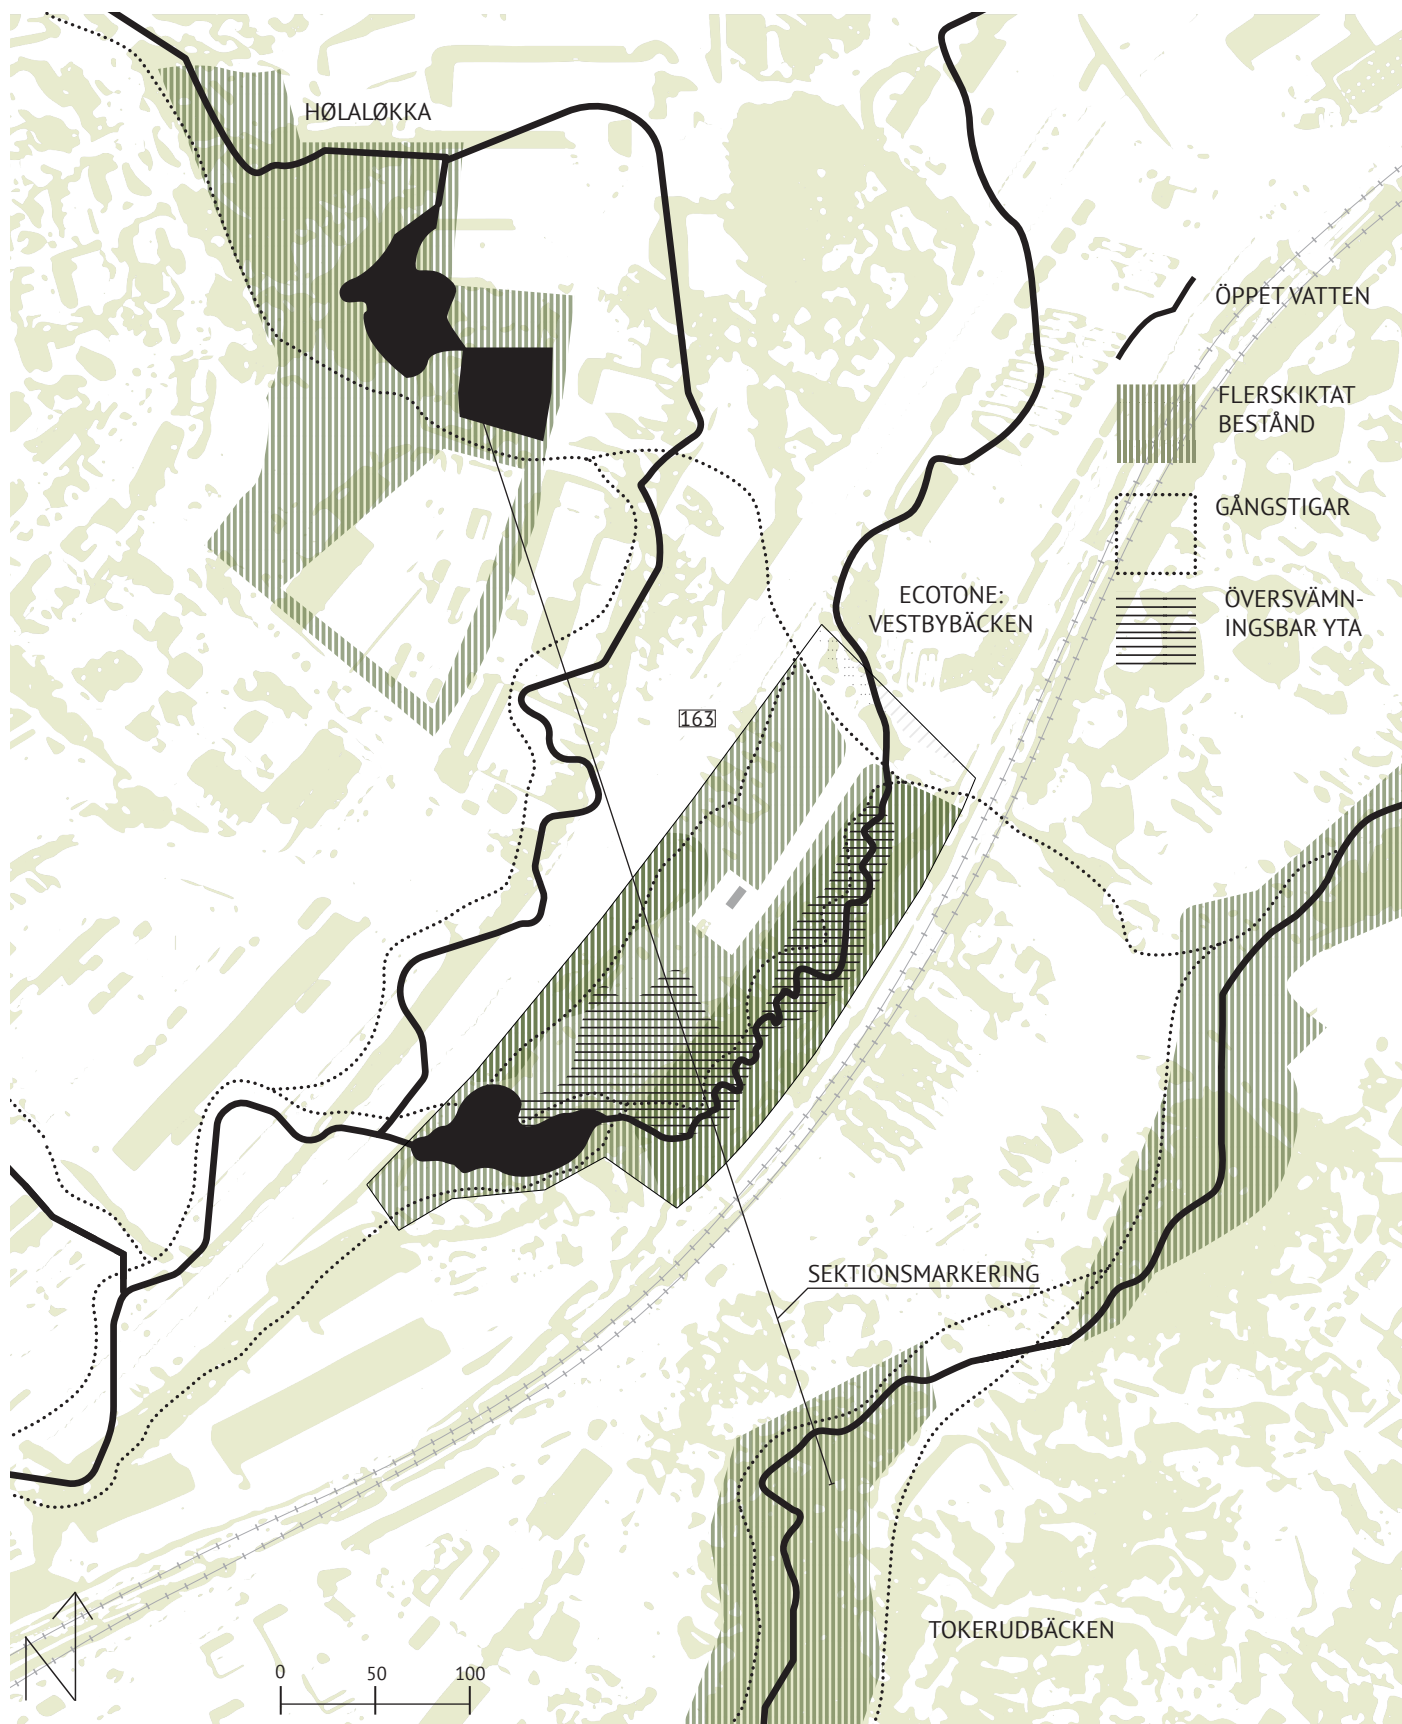 HØLALØKKA
ÖPPET VATTEN
FLERSKIKTAT
BESTÅND
GÅNGSTIGAR
ÖVERSVÄMN-
INGSBAR YTA
ECOTONE:
VESTBYBÄCKEN
163
SEKTIONSMARKERING
TOKERUDBÄCKEN
N
0 50 100